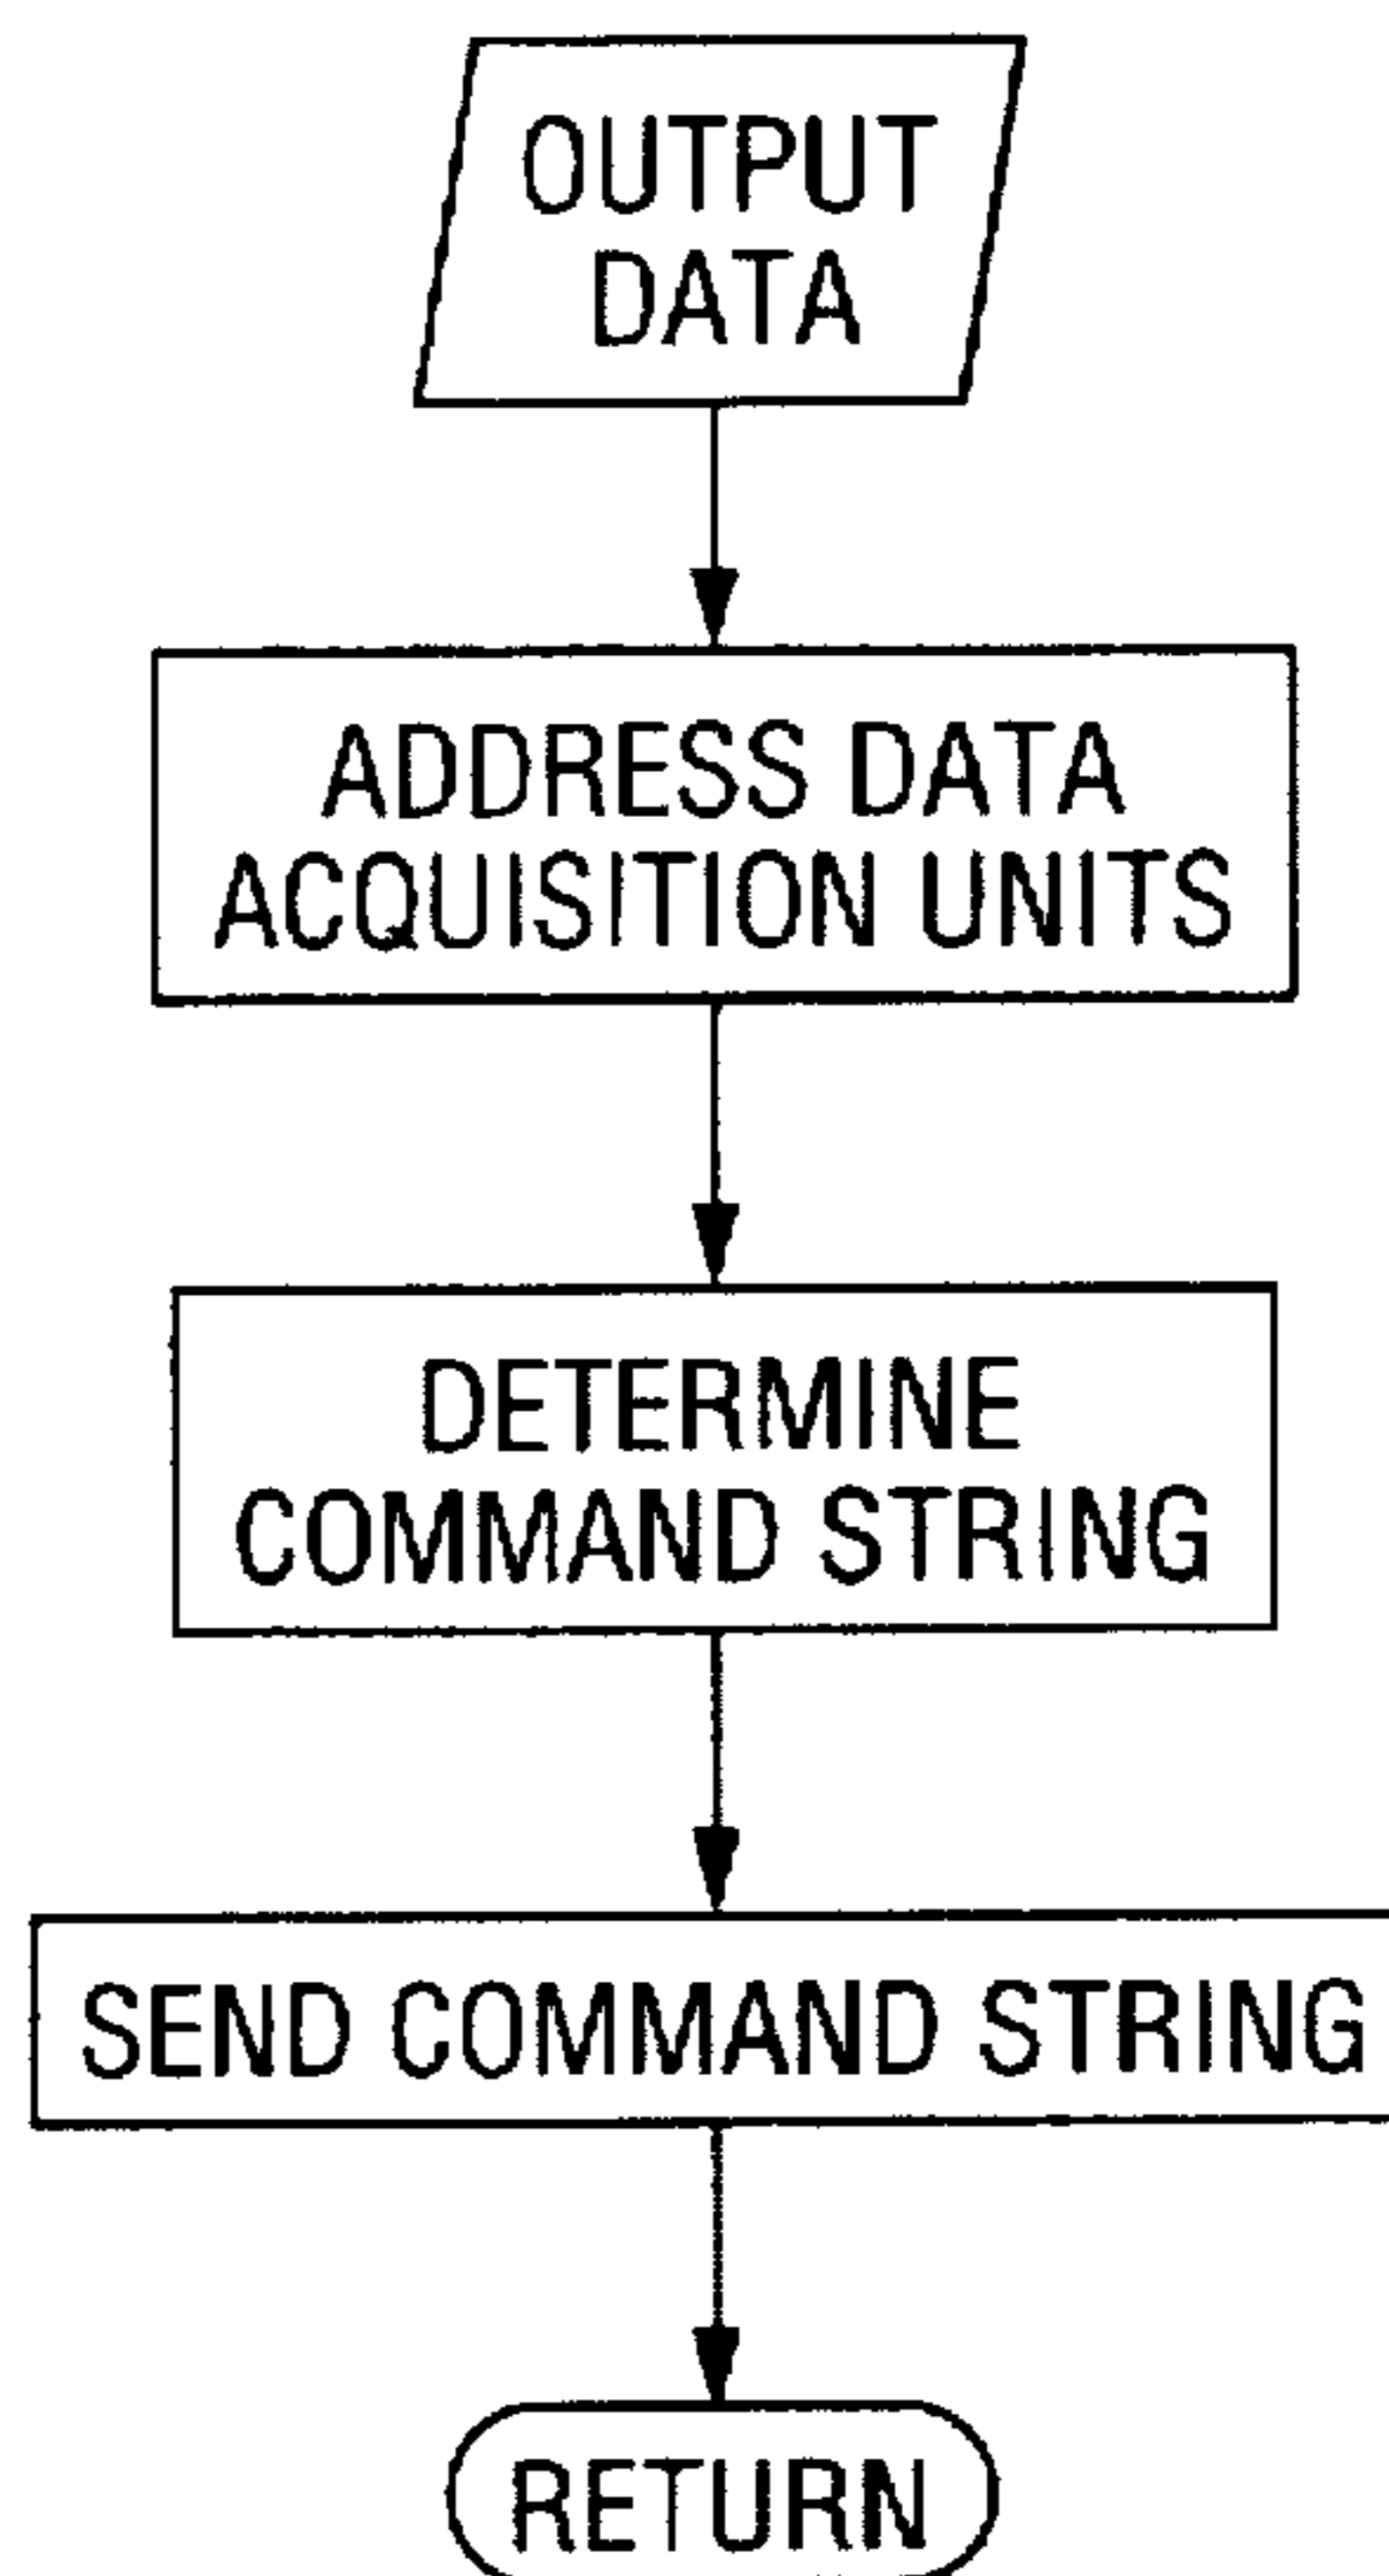 OUTPUT
DATA
ADDRESS DATA
ACQUISITION UNITS
DETERMINE
COMMAND STRING
SEND COMMAND STRING
RETURN